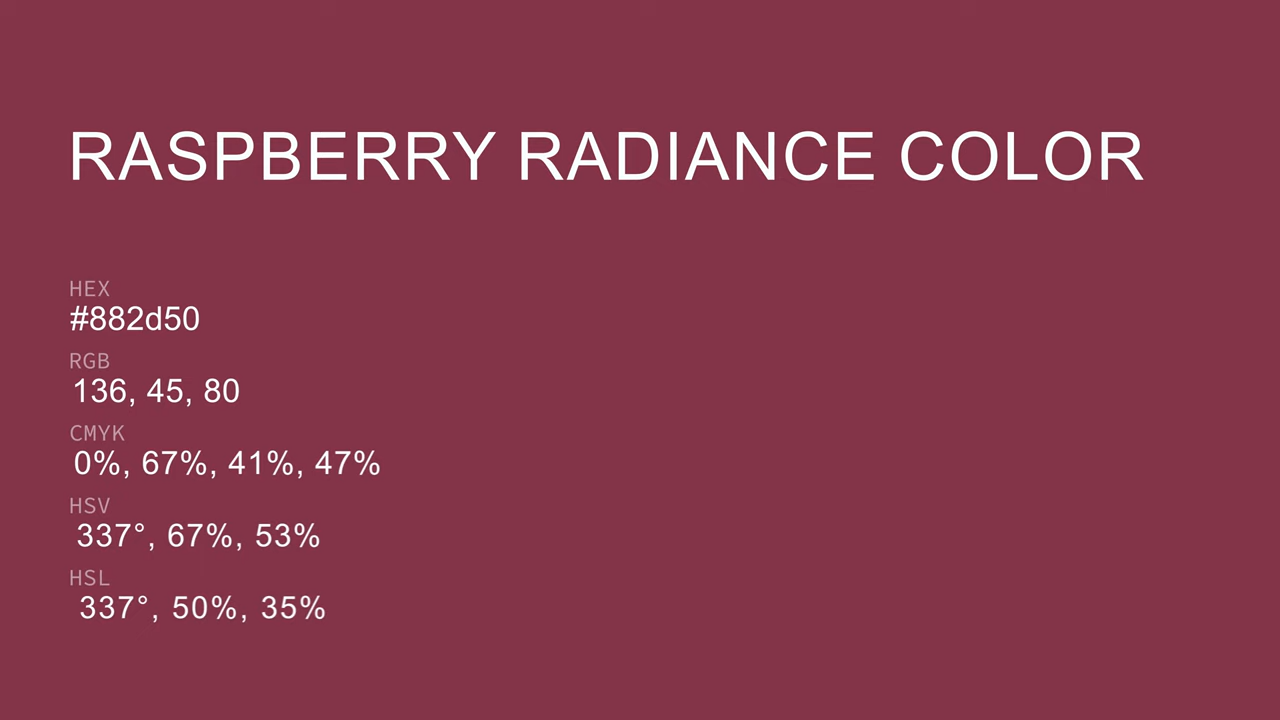 RASPBERRY RADIANCE COLOR
HEX
#882d50
RGB
136, 45, 80
CMYK
0%, 67%, 41%, 47%
HSV
337°, 67%, 53%
HSL
337°, 50%, 35%